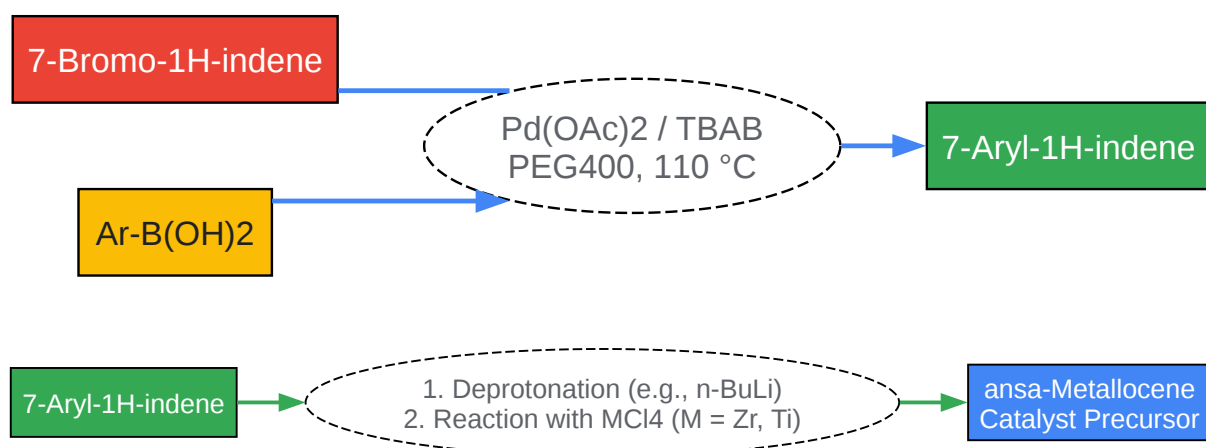 7-Bromo-1H-indene
Pd(OAc)2 / TBAB
PEG400, 110 °C
7-Aryl-1H-indene
Ar-B(OH)2
7-Aryl-1H-indene
1. Deprotonation (e.g., n-BuLi)
2. Reaction with MCl4 (M = Zr, Ti)
ansa-Metallocene
Catalyst Precursor